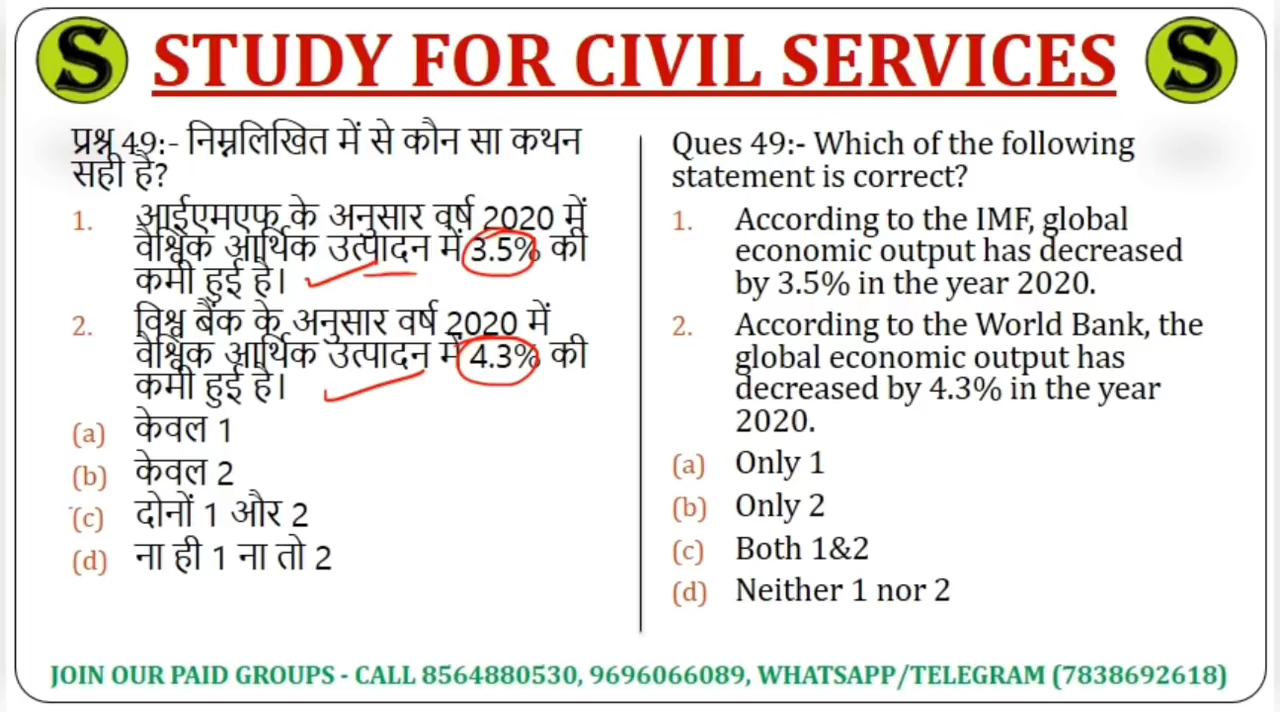 S STUDY FOR CIVIL SERVICES S
प्रश्न 49:- निम्नलिखित में से कौन सा कथन
सही है?
1. आईएमएफ के अनुसार वर्ष 2020 में
वैश्विक आर्थिक उत्पादन में 3.5% की
कमी हुई है।
2. विश्व बैंक के अनुसार वर्ष 2020 में
वैश्विक आर्थिक उत्पादन में 4.3% की
कमी हुई है।
(a) केवल 1
(b) केवल 2
(c) दोनों 1 और 2
(d) ना ही 1 ना तो 2
Ques 49:- Which of the following
statement is correct?
1. According to the IMF, global
economic output has decreased
by 3.5% in the year 2020.
2. According to the World Bank, the
global economic output has
decreased by 4.3% in the year
2020.
(a) Only 1
(b) Only 2
(c) Both 1&2
(d) Neither 1 nor 2
JOIN OUR PAID GROUPS - CALL 8564880530, 9696066089, WHATSAPP/TELEGRAM (7838692618)